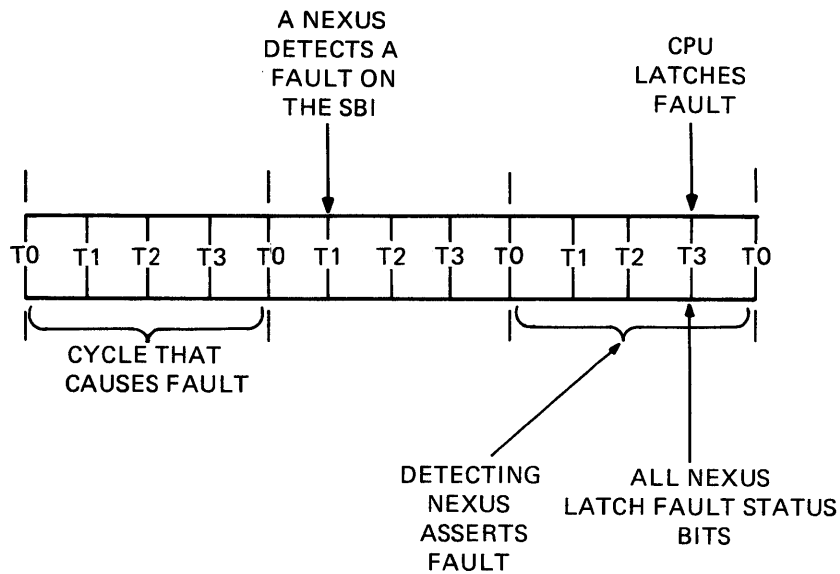 A NEXUS
DETECTS A
FAULT ON
THE SBI
CPU
LATCHES
FAULT
T0 T1 T2 T3 T0 T1 T2 T3 T0 T1 T2 T3 T0
CYCLE THAT
CAUSES FAULT
DETECTING
NEXUS
ASSERTS
FAULT
ALL NEXUS
LATCH FAULT STATUS
BITS